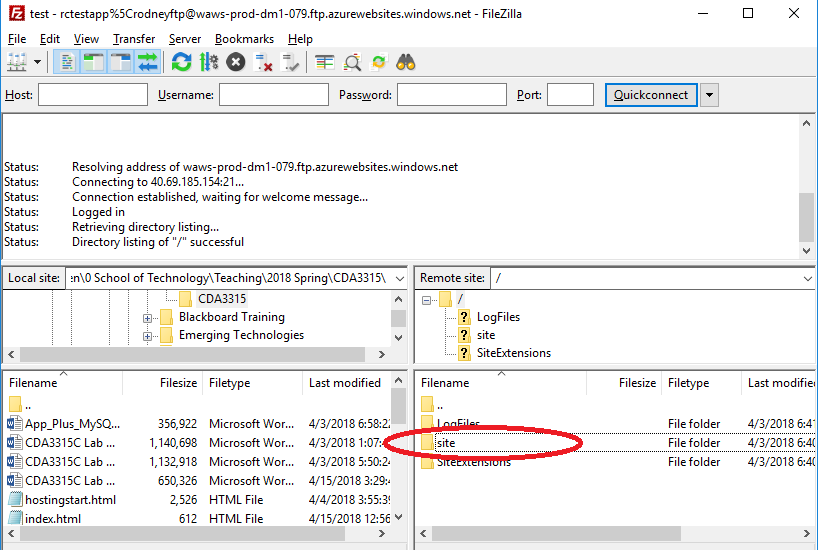 test - rctestapp%5Crodneyftp@waws-prod-dm1-079.ftp.azurewebsites.windows.net - FileZilla
File Edit View Transfer Server Bookmarks Help
Host: Username: Password: Port: Quickconnect
Status: Resolving address of waws-prod-dm1-079.ftp.azurewebsites.windows.net
Status: Connecting to 40.69.185.154:21...
Status: Connection established, waiting for welcome message...
Status: Logged in
Status: Retrieving directory listing...
Status: Directory listing of "/" successful
Local site: en\0 School of Technology\Teaching\2018 Spring\CDA3315\
CDA3315
Blackboard Training
Emerging Technologies
Remote site: /
/
? LogFiles
? site
? SiteExtensions
Filename Filesize Filetype Last modified
..
App_Plus_MySQ... 356,922 Microsoft Wor... 4/3/2018 6:58:22
CDA3315C Lab ... 1,140,698 Microsoft Wor... 4/3/2018 1:07:4
CDA3315C Lab ... 1,132,918 Microsoft Wor... 4/3/2018 5:50:24
CDA3315C Lab ... 650,326 Microsoft Wor... 4/15/2018 3:29:4
hostingstart.html 2,526 HTML File 4/4/2018 3:55:39
index.html 612 HTML File 4/15/2018 12:56
Filename Filesize Filetype Last modified
..
LogFiles File folder 4/3/2018 6:41
site File folder 4/3/2018 6:40
SiteExtensions File folder 4/3/2018 6:40